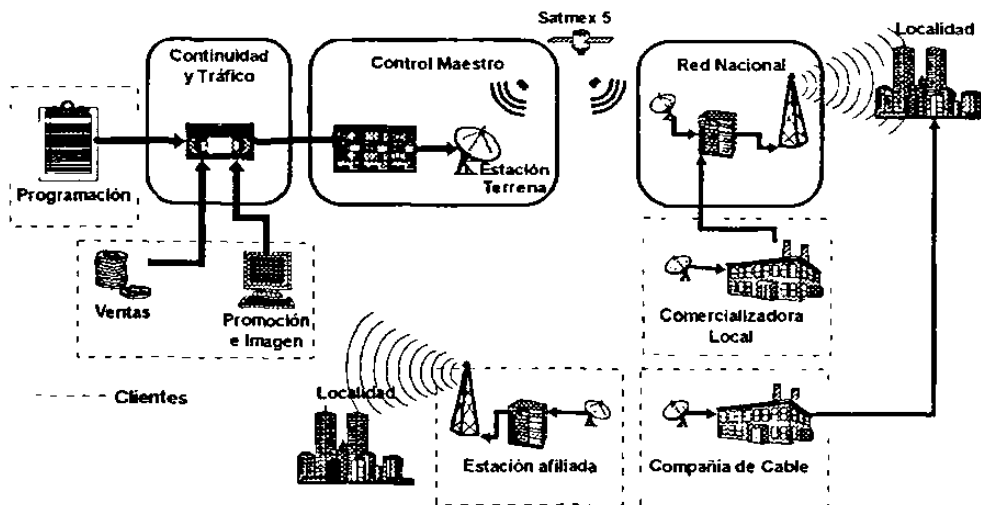 Satmex 5
Localidad
Continuidad
y Tráfico
Control Maestro
Red Nacional
Estación
Terrena
Programación
Ventas
Promoción
e Imagen
Comercializadora
Local
Clientes
Localidad
Estación afiliada
Compañia de Cable